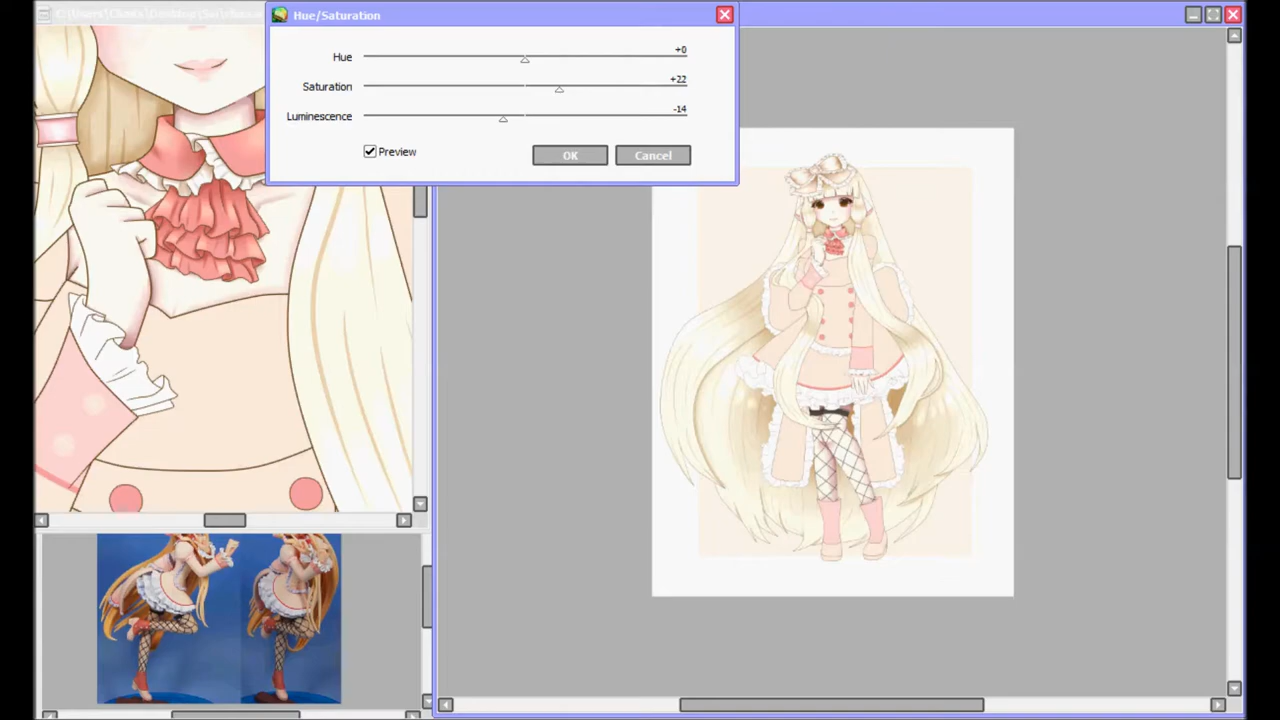 Hue/Saturation
Hue +0
Saturation +22
Luminescence -14
Preview
OK
Cancel